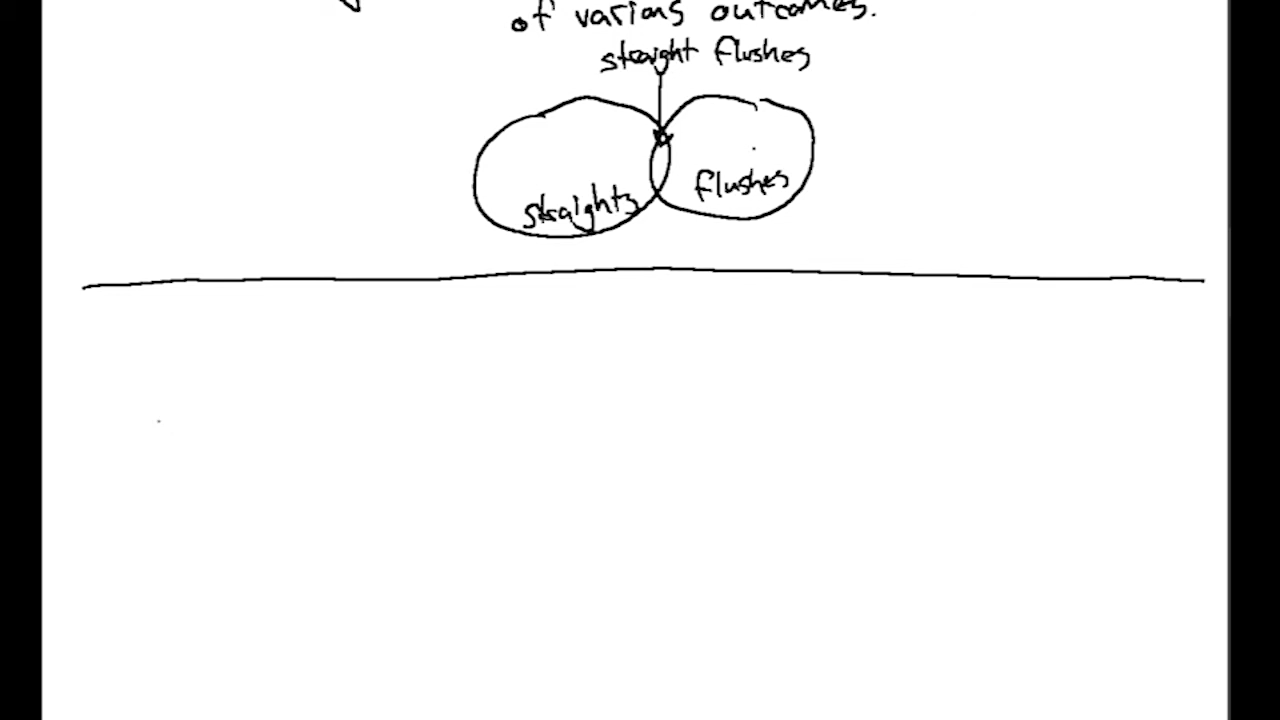 of various outcomes.
straight flushes
straights
flushes